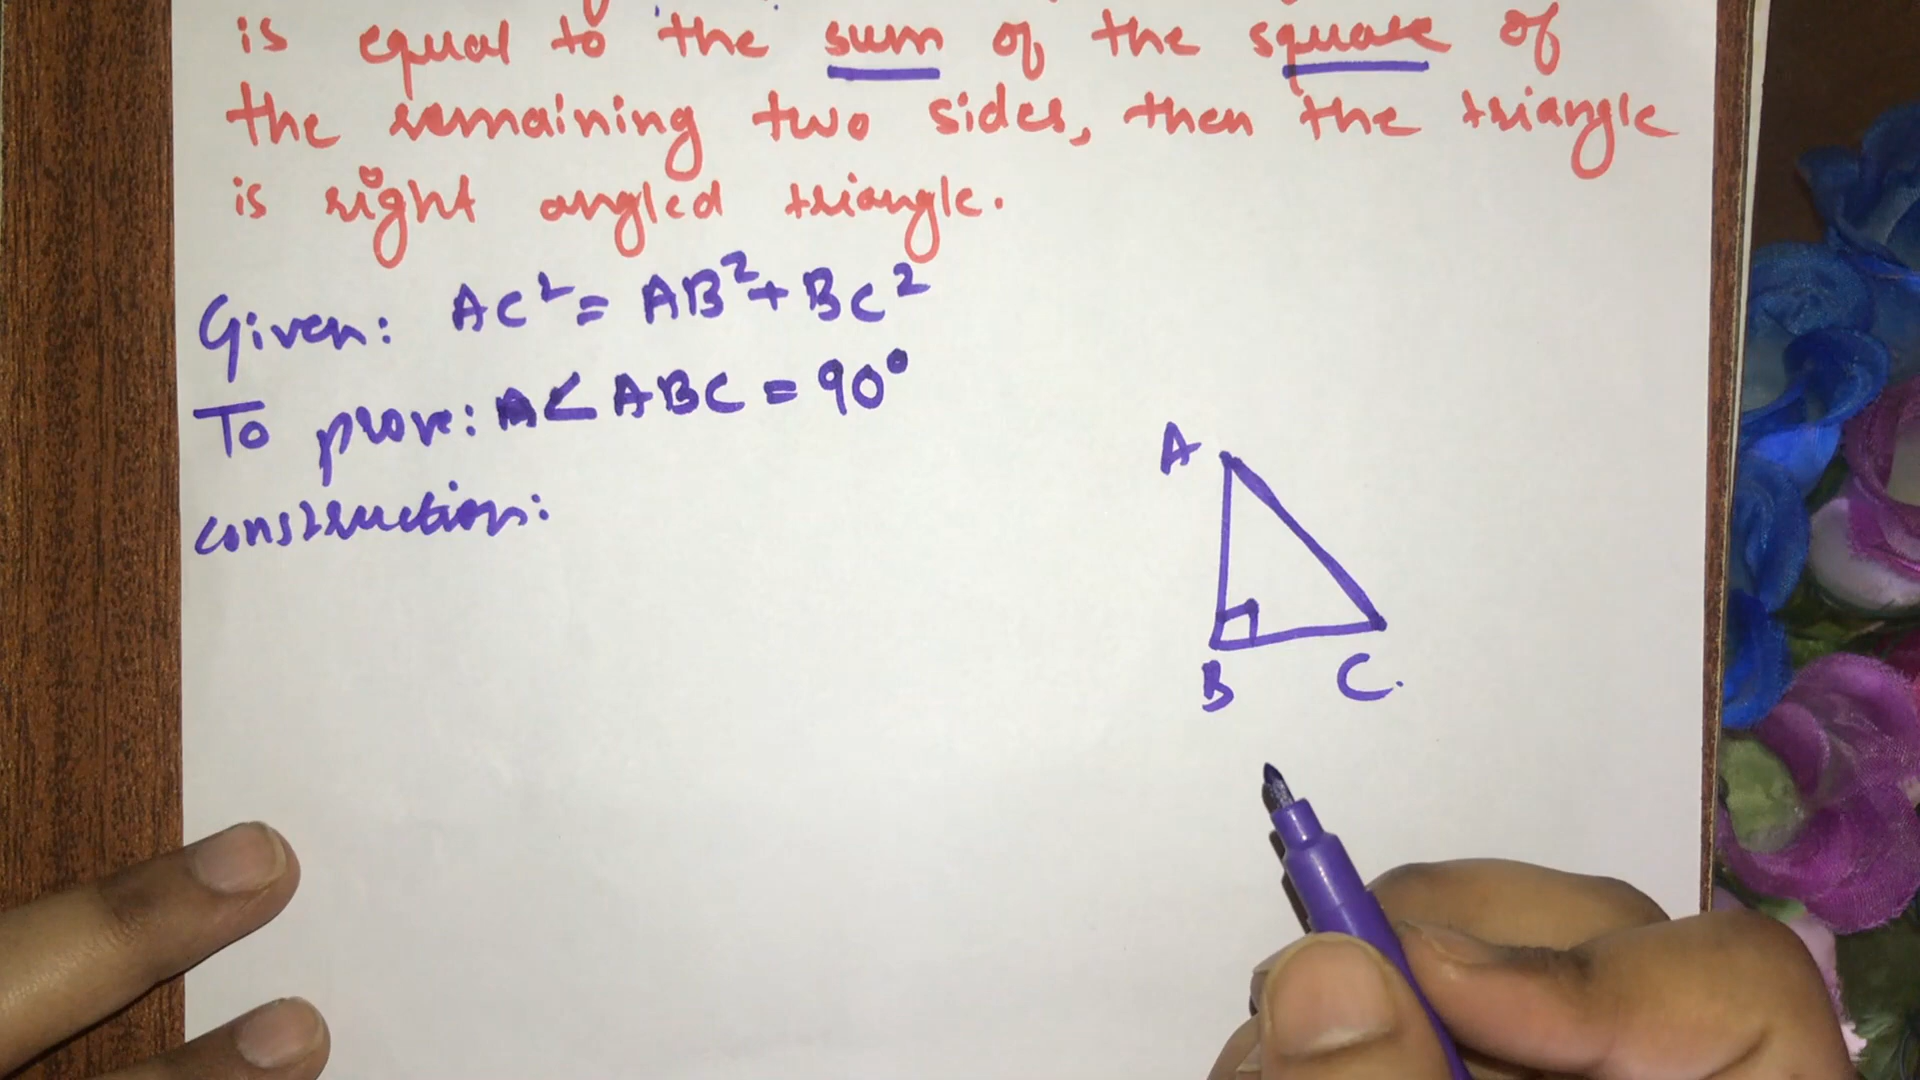 is equal to the sum of the square of
the remaining two sides, then the triangle
is right angled triangle.
Given: AC² = AB² + BC²
To prove: ∠ABC = 90°
construction:
A
B C.